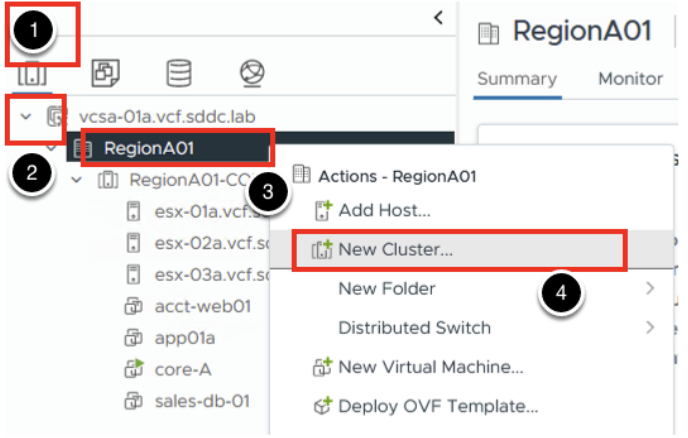 1
RegionA01
Summary Monitor
vcsa-01a.vcf.sddc.lab
RegionA01
2
3
Actions - RegionA01
RegionA01-CO
Add Host...
esx-01a.vcf.s
esx-02a.vcf.s
New Cluster...
esx-03a.vcf.s
New Folder
4
acct-web01
app01a
Distributed Switch
core-A
New Virtual Machine...
sales-db-01
Deploy OVF Template...